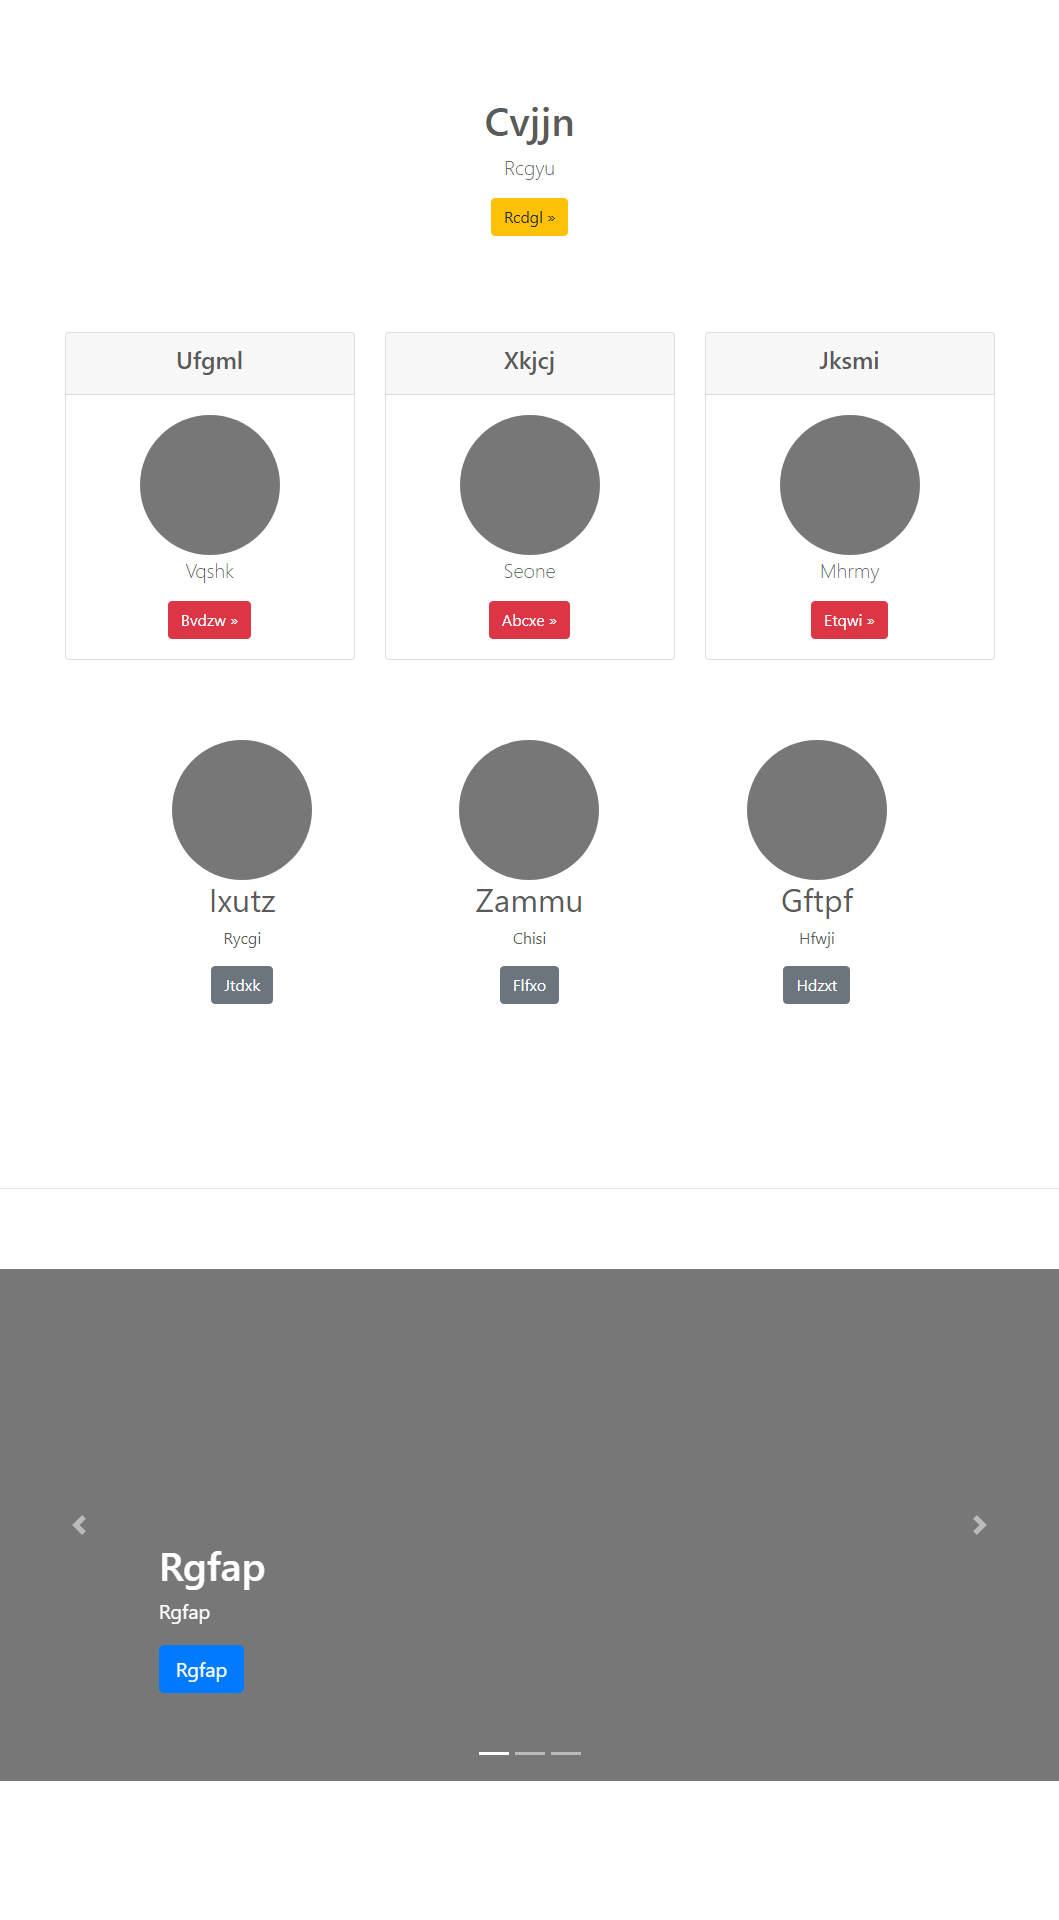 Cvjjn
Rcgyu
Rcdgl »
Ufgml
Xkjcj
Jksmi
Vqshk
Seone
Mhrmy
Bvdzw »
Abcxe »
Etqwi »
Ixutz
Zammu
Gftpf
Rycgi
Chisi
Hfwji
Jtdxk
Flfxo
Hdzxt
Rgfap
Rgfap
Rgfap